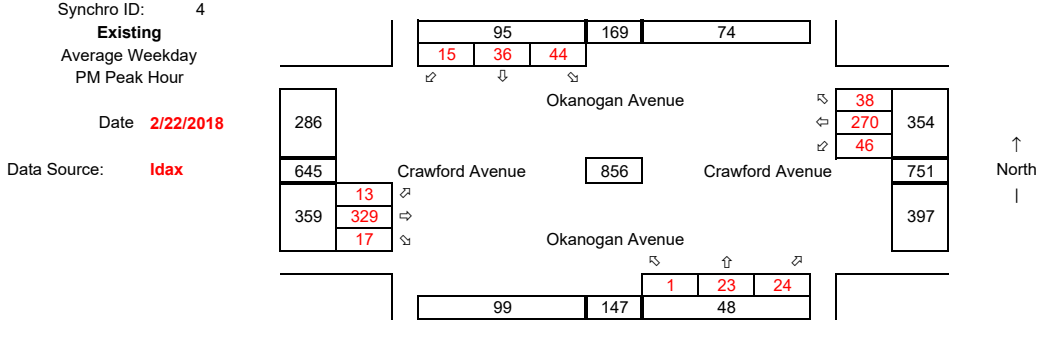 Synchro ID: 4
Existing
Average Weekday
PM Peak Hour
Date 2/22/2018
Data Source: Idax
95 169 74
15 36 44
⬃ ⇩ ⬂
Okanogan Avenue
286
⬁ 38
⇦ 270 354
⬃ 46
645 Crawford Avenue 856 Crawford Avenue 751
↑
North
|
13 ⬀
359 329 ⇨
17 ⬂
397
Okanogan Avenue
⬁ ⇧ ⬀
1 23 24
99 147 48